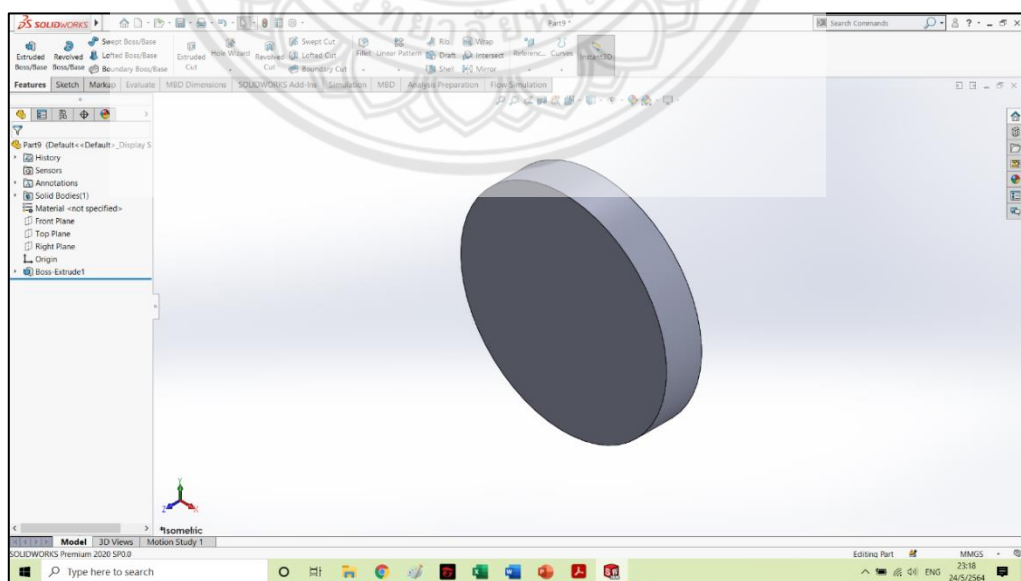 SOLIDWORKS
Part9 *
Search Commands
Extruded Boss/Base
Revolved Boss/Base
Swept Boss/Base
Lofted Boss/Base
Boundary Boss/Base
Extruded Cut
Hole Wizard
Revolved Cut
Swept Cut
Lofted Cut
Boundary Cut
Fillet
Linear Pattern
Rib
Draft
Shell
Wrap
Intersect
Mirror
Referenc...
Curves
Instant3D
Features Sketch Markup Evaluate MBD Dimensions SOLIDWORKS Add-Ins Simulation MBD Analysis Preparation Flow Simulation
Part9 (Default<<Default>_Display S
History
Sensors
Annotations
Solid Bodies(1)
Material <not specified>
Front Plane
Top Plane
Right Plane
Origin
Boss-Extrude1
*Isometric
Model 3D Views Motion Study 1
SOLIDWORKS Premium 2020 SP0.0
Editing Part
MMGS
Type here to search
ENG
23:18
24/5/2564